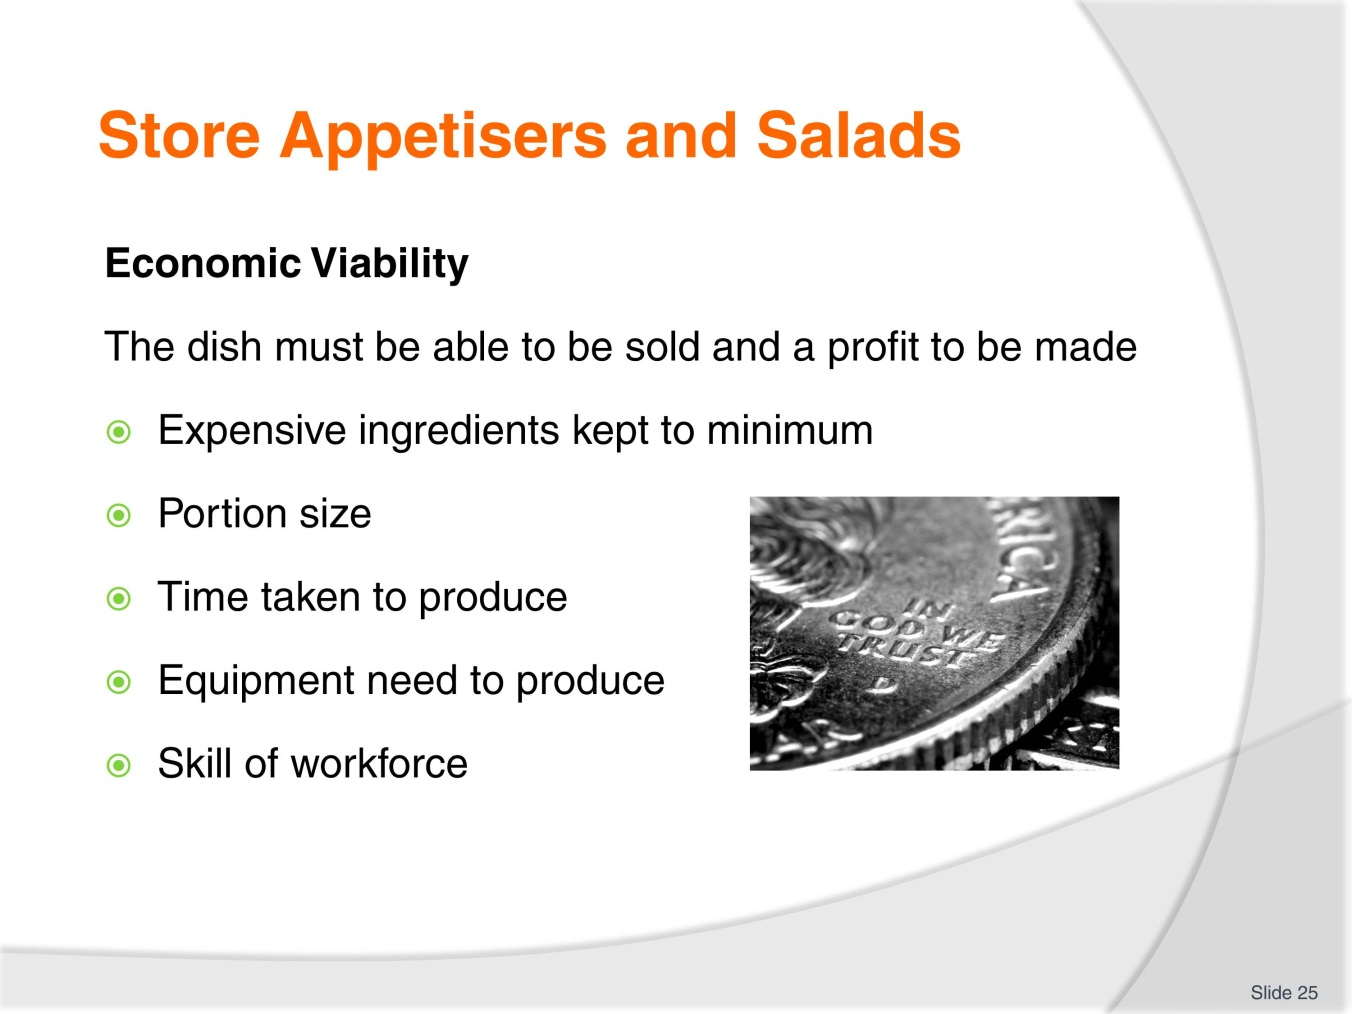 Store Appetisers and Salads
Economic Viability
The dish must be able to be sold and a profit to be made
Expensive ingredients kept to minimum
Portion size
Time taken to produce
Equipment need to produce
Skill of workforce
RICA
IN
GOD WE
TRUST
D
Slide 25